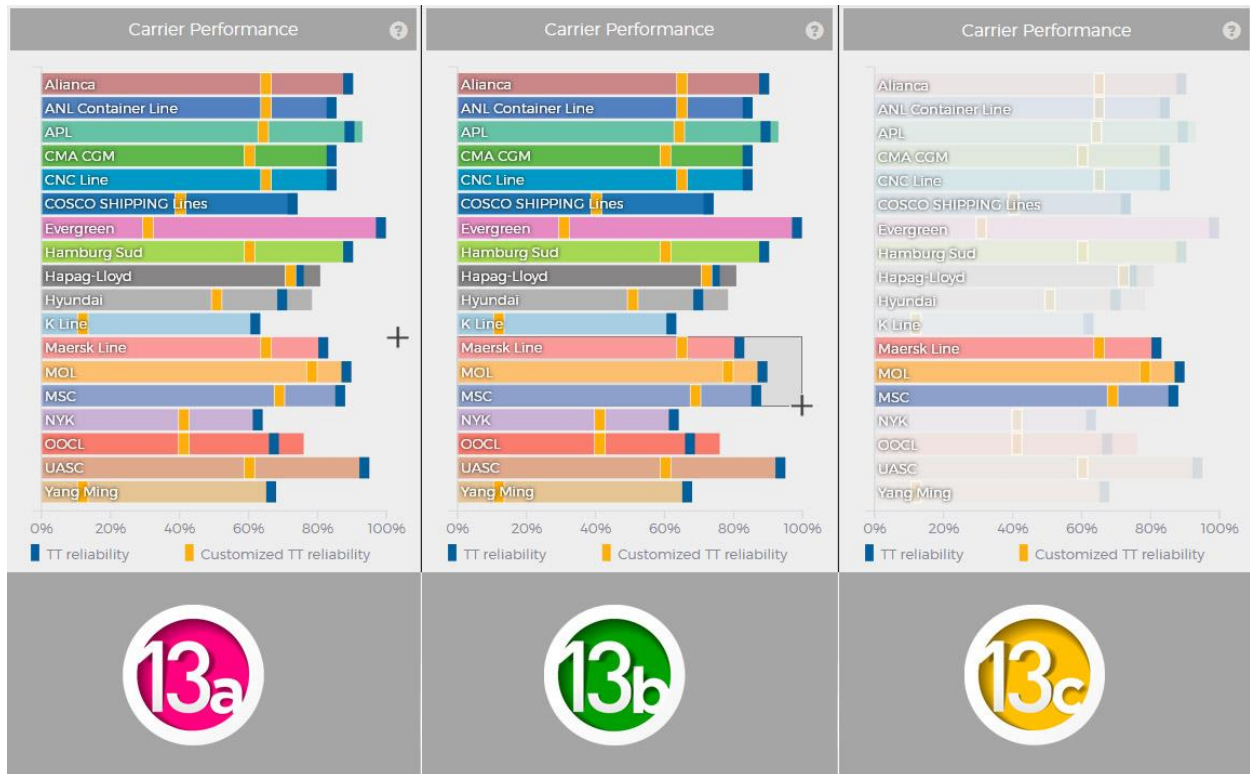 Carrier Performance ?
Alianca
ANL Container Line
APL
CMA CGM
CNC Line
COSCO SHIPPING Lines
Evergreen
Hamburg Sud
Hapag-Lloyd
Hyundai
K Line
Maersk Line
MOL
MSC
NYK
OOCL
UASC
Yang Ming
0% 20% 40% 60% 80% 100%
TT reliability Customized TT reliability
13a
Carrier Performance ?
Alianca
ANL Container Line
APL
CMA CGM
CNC Line
COSCO SHIPPING Lines
Evergreen
Hamburg Sud
Hapag-Lloyd
Hyundai
K Line
Maersk Line
MOL
MSC
NYK
OOCL
UASC
Yang Ming
0% 20% 40% 60% 80% 100%
TT reliability Customized TT reliability
13b
Carrier Performance ?
Alianca
ANL Container Line
APL
CMA CGM
CNC Line
COSCO SHIPPING Lines
Evergreen
Hamburg Sud
Hapag-Lloyd
Hyundai
K Line
Maersk Line
MOL
MSC
NYK
OOCL
UASC
Yang Ming
0% 20% 40% 60% 80% 100%
TT reliability Customized TT reliability
13c